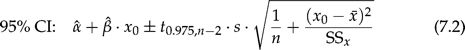 95% CI: α̂ + β̂ · x0 ± t0.975,n−2 · s · √(1/n + (x0 − x̄)²/SSx) (7.2)